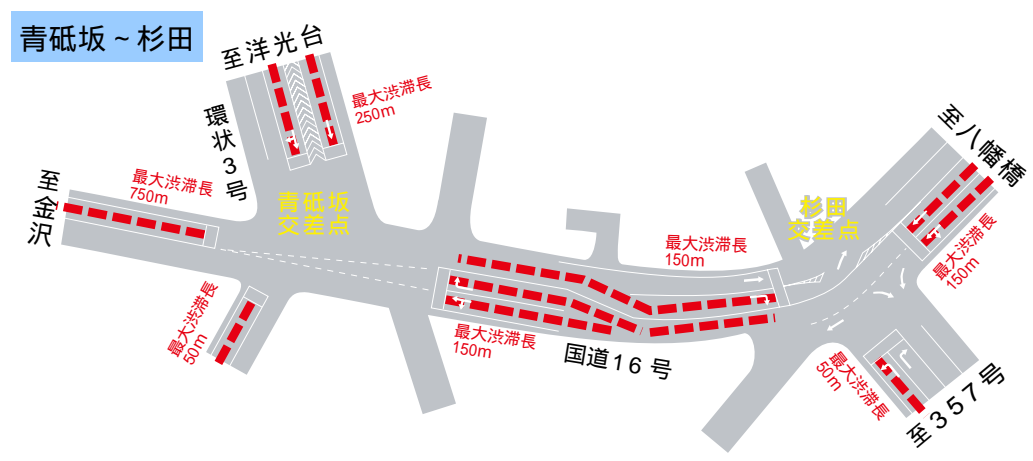 青砥坂~杉田
至洋光台
最大渋滞長
250m
環状3号
至金沢
最大渋滞長
750m
青砥坂
交差点
最大渋滞長
50m
最大渋滞長
150m
国道16号
最大渋滞長
150m
杉田
交差点
至八幡橋
最大渋滞長
150m
最大渋滞長
50m
至357号